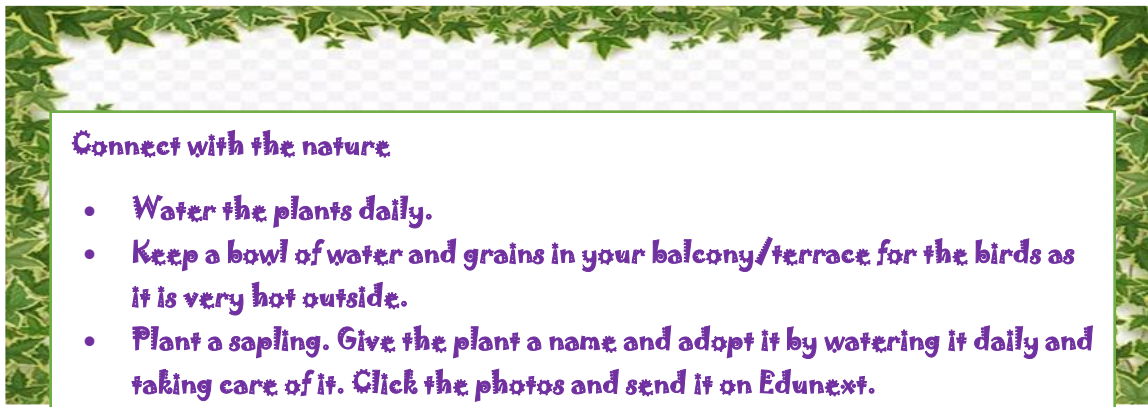 Connect with the nature
• Water the plants daily.
• Keep a bowl of water and grains in your balcony/terrace for the birds as
it is very hot outside.
• Plant a sapling. Give the plant a name and adopt it by watering it daily and
taking care of it. Click the photos and send it on Edunext.